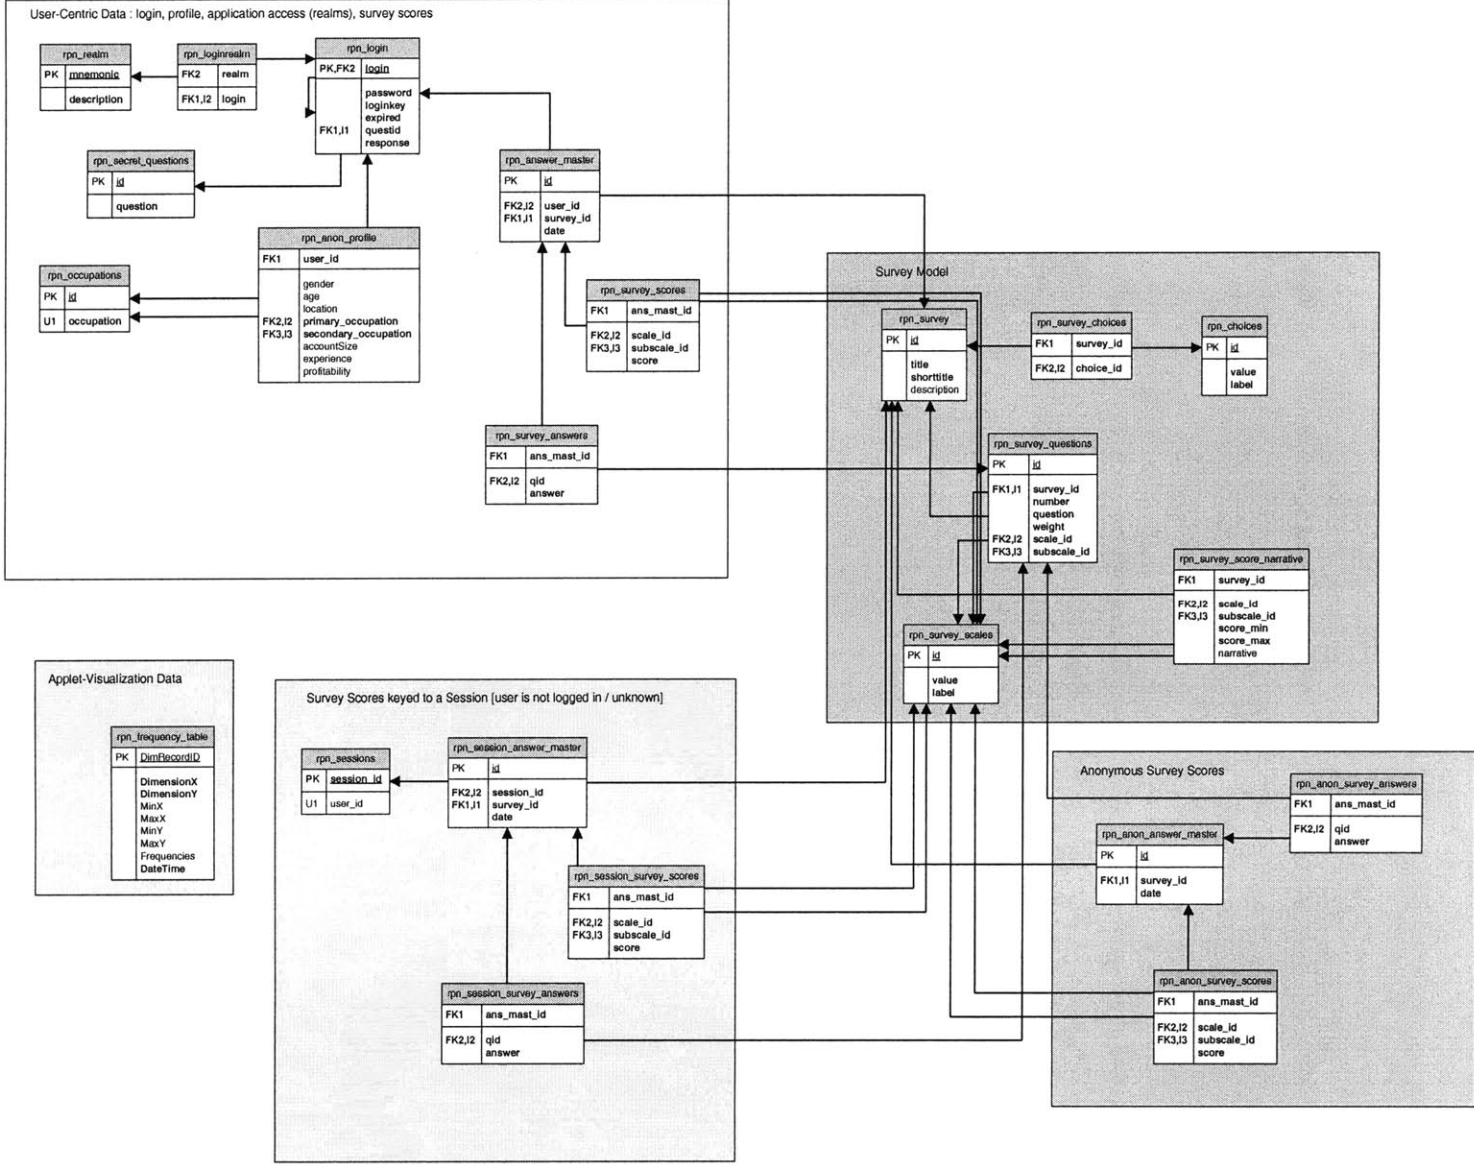 User-Centric Data : login, profile, application access (realms), survey scores
rpn_realm
PK mnemonic
description
rpn_loginrealm
FK2 realm
FK1,I2 login
rpn_login
PK,FK2 login
password
loginkey
expired
FK1,I1 questid
response
rpn_secret_questions
PK id
question
rpn_answer_master
PK id
FK2,I2 user_id
FK1,I1 survey_id
date
rpn_anon_profile
FK1 user_id
gender
age
location
FK2,I2 primary_occupation
FK3,I3 secondary_occupation
accountSize
experience
profitability
rpn_occupations
PK id
U1 occupation
rpn_survey_scores
FK1 ans_mast_id
FK2,I2 scale_id
FK3,I3 subscale_id
score
rpn_survey_answers
FK1 ans_mast_id
FK2,I2 qid
answer
Survey Model
rpn_survey
PK id
title
shorttitle
description
rpn_survey_choices
FK1 survey_id
FK2,I2 choice_id
rpn_choices
PK id
value
label
rpn_survey_questions
PK id
FK1,I1 survey_id
number
question
weight
FK2,I2 scale_id
FK3,I3 subscale_id
rpn_survey_score_narrative
FK1 survey_id
FK2,I2 scale_id
FK3,I3 subscale_id
score_min
score_max
narrative
rpn_survey_scales
PK id
value
label
Applet-Visualization Data
rpn_frequency_table
PK DimRecordID
DimensionX
DimensionY
MinX
MaxX
MinY
MaxY
Frequencies
DateTime
Survey Scores keyed to a Session [user is not logged in / unknown]
rpn_sessions
PK session_id
U1 user_id
rpn_session_answer_master
PK id
FK2,I2 session_id
FK1,I1 survey_id
date
rpn_session_survey_scores
FK1 ans_mast_id
FK2,I2 scale_id
FK3,I3 subscale_id
score
rpn_session_survey_answers
FK1 ans_mast_id
FK2,I2 qid
answer
Anonymous Survey Scores
rpn_anon_survey_answers
FK1 ans_mast_id
FK2,I2 qid
answer
rpn_anon_answer_master
PK id
FK1,I1 survey_id
date
rpn_anon_survey_scores
FK1 ans_mast_id
FK2,I2 scale_id
FK3,I3 subscale_id
score